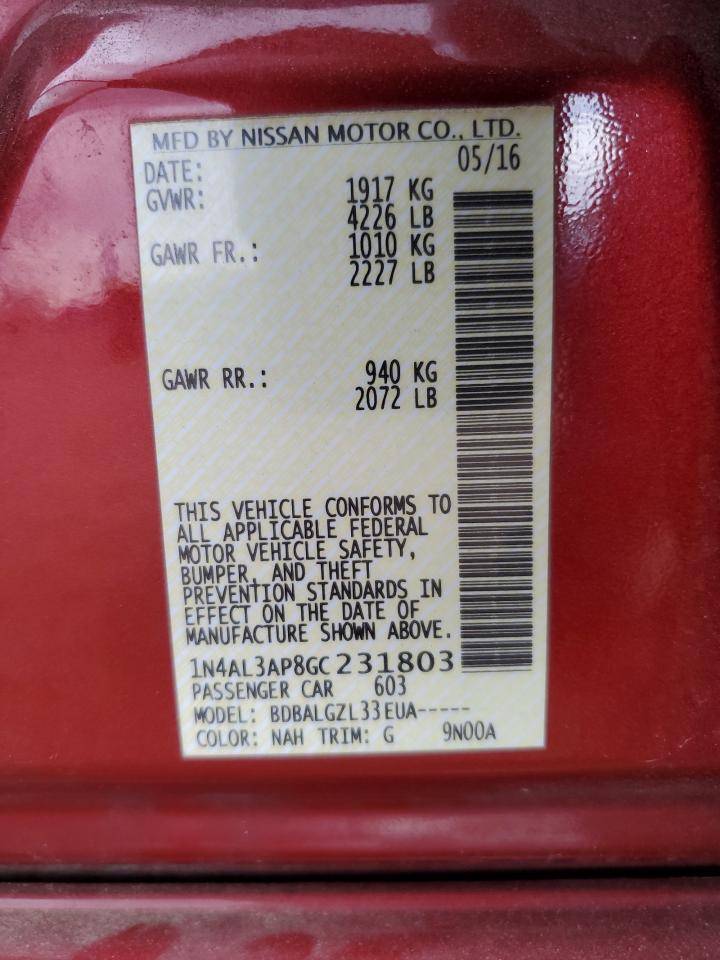 MFD BY NISSAN MOTOR CO., LTD.
DATE: 05/16
GVWR: 1917 KG
4226 LB
GAWR FR.: 1010 KG
2227 LB
GAWR RR.: 940 KG
2072 LB
THIS VEHICLE CONFORMS TO
ALL APPLICABLE FEDERAL
MOTOR VEHICLE SAFETY,
BUMPER, AND THEFT
PREVENTION STANDARDS IN
EFFECT ON THE DATE OF
MANUFACTURE SHOWN ABOVE.
1N4AL3AP8GC231803
PASSENGER CAR 603
MODEL: BDBALGZL33EUA-----
COLOR: NAH TRIM: G 9N00A